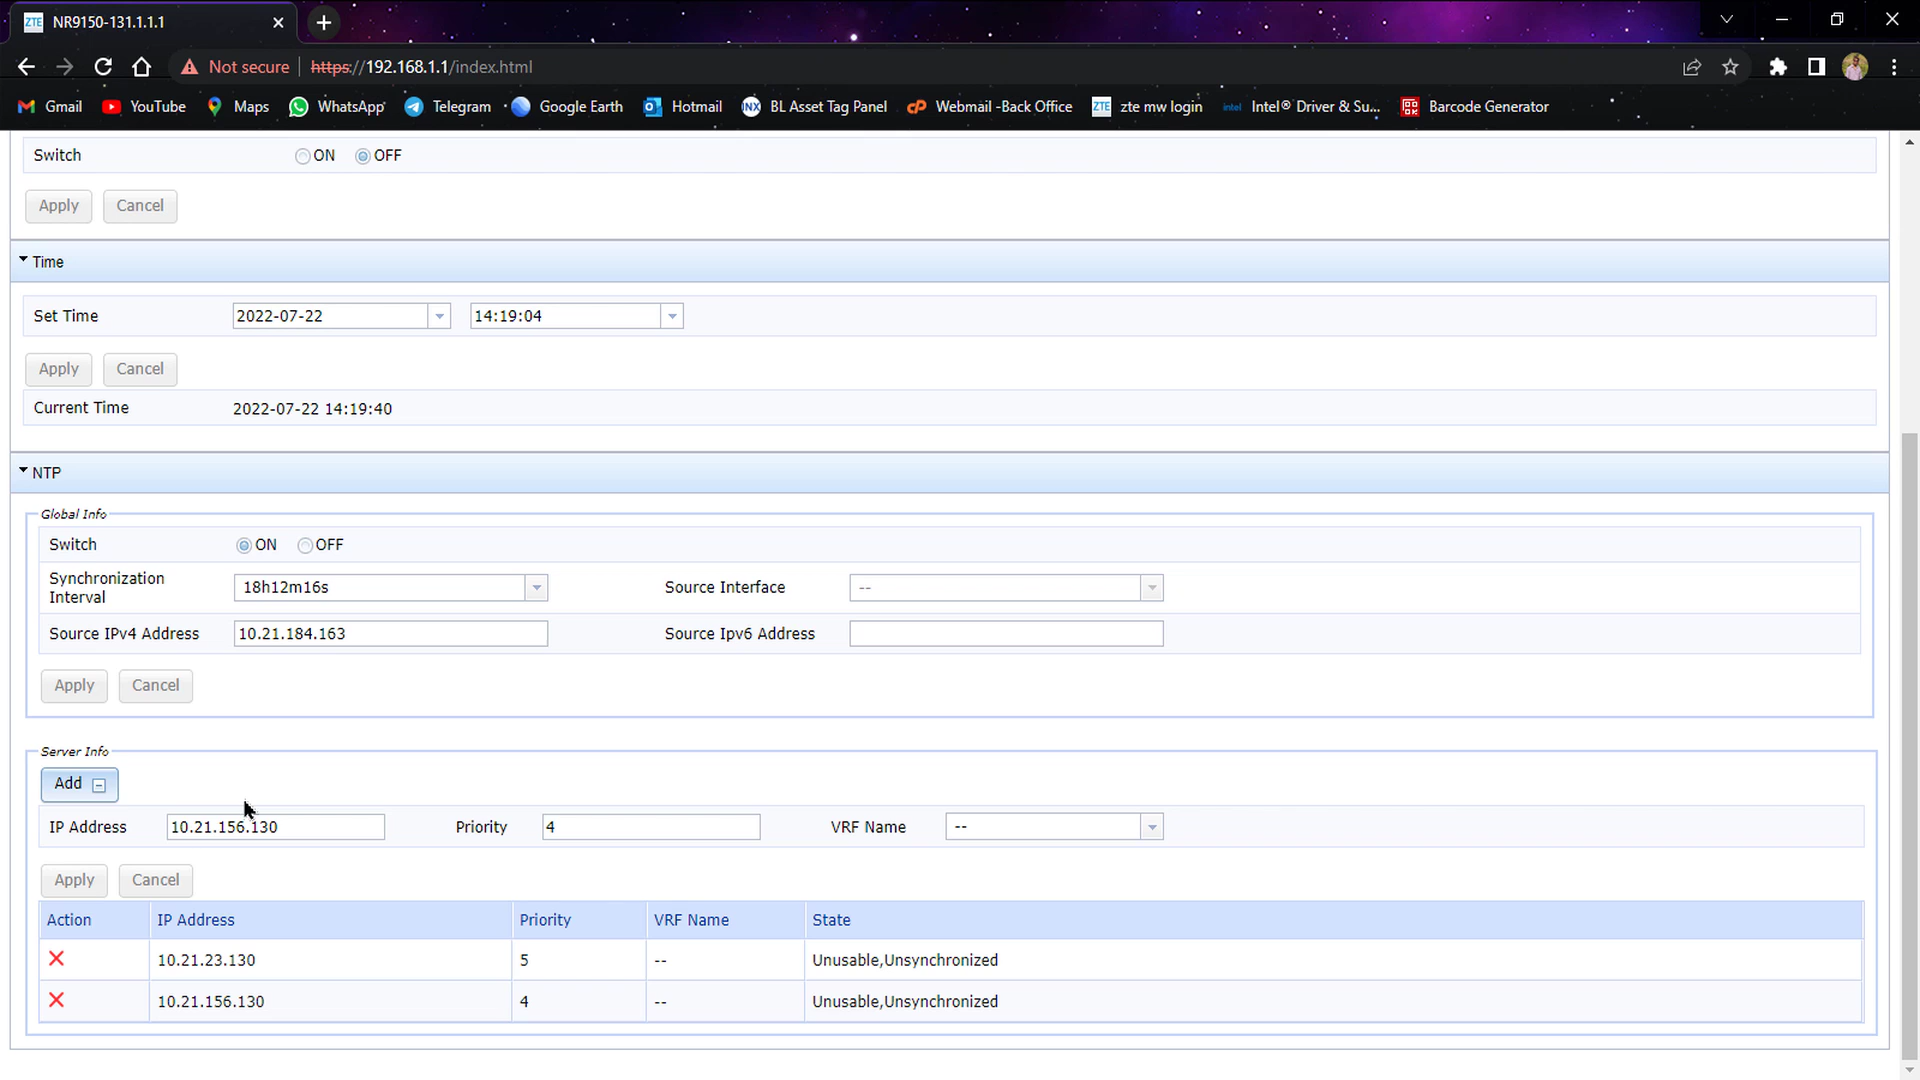 ZTE NR9150-131.1.1.1
Not secure https://192.168.1.1/index.html
Gmail YouTube Maps WhatsApp Telegram Google Earth Hotmail INX BL Asset Tag Panel cP Webmail -Back Office ZTE zte mw login intel Intel® Driver & Su... Barcode Generator
Switch ON OFF
Apply Cancel
Time
Set Time 2022-07-22 14:19:04
Apply Cancel
Current Time 2022-07-22 14:19:40
NTP
Global Info
Switch ON OFF
Synchronization Interval 18h12m16s Source Interface --
Source IPv4 Address 10.21.184.163 Source Ipv6 Address
Apply Cancel
Server Info
Add
IP Address 10.21.156.130 Priority 4 VRF Name --
Apply Cancel
Action IP Address Priority VRF Name State
10.21.23.130 5 -- Unusable,Unsynchronized
10.21.156.130 4 -- Unusable,Unsynchronized